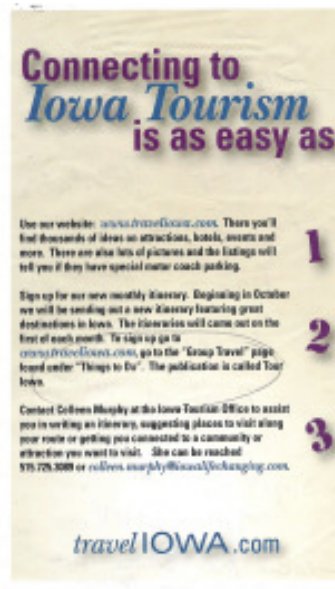 Connecting to
Iowa Tourism
is as easy as
Use our website: www.traveliowa.com. There you'll
find thousands of ideas on attractions, hotels, events and
more. There are also lots of pictures and the listings will
tell you if they have special motor coach parking.
1
Sign up for our new monthly itinerary. Beginning in October
we will be sending out a new itinerary featuring great
destinations in Iowa. The itineraries will come out on the
first of each month. To sign up go to
www.traveliowa.com, go to the "Group Travel" page
found under "Things to Do". The publication is called Tour
Iowa.
2
Contact Colleen Murphy at the Iowa Tourism Office to assist
you in writing an itinerary, suggesting places to visit along
your route or getting you connected to a community or
attraction you want to visit. She can be reached
515.725.3089 or colleen.murphy@iowalifechanging.com.
3
travelIOWA.com